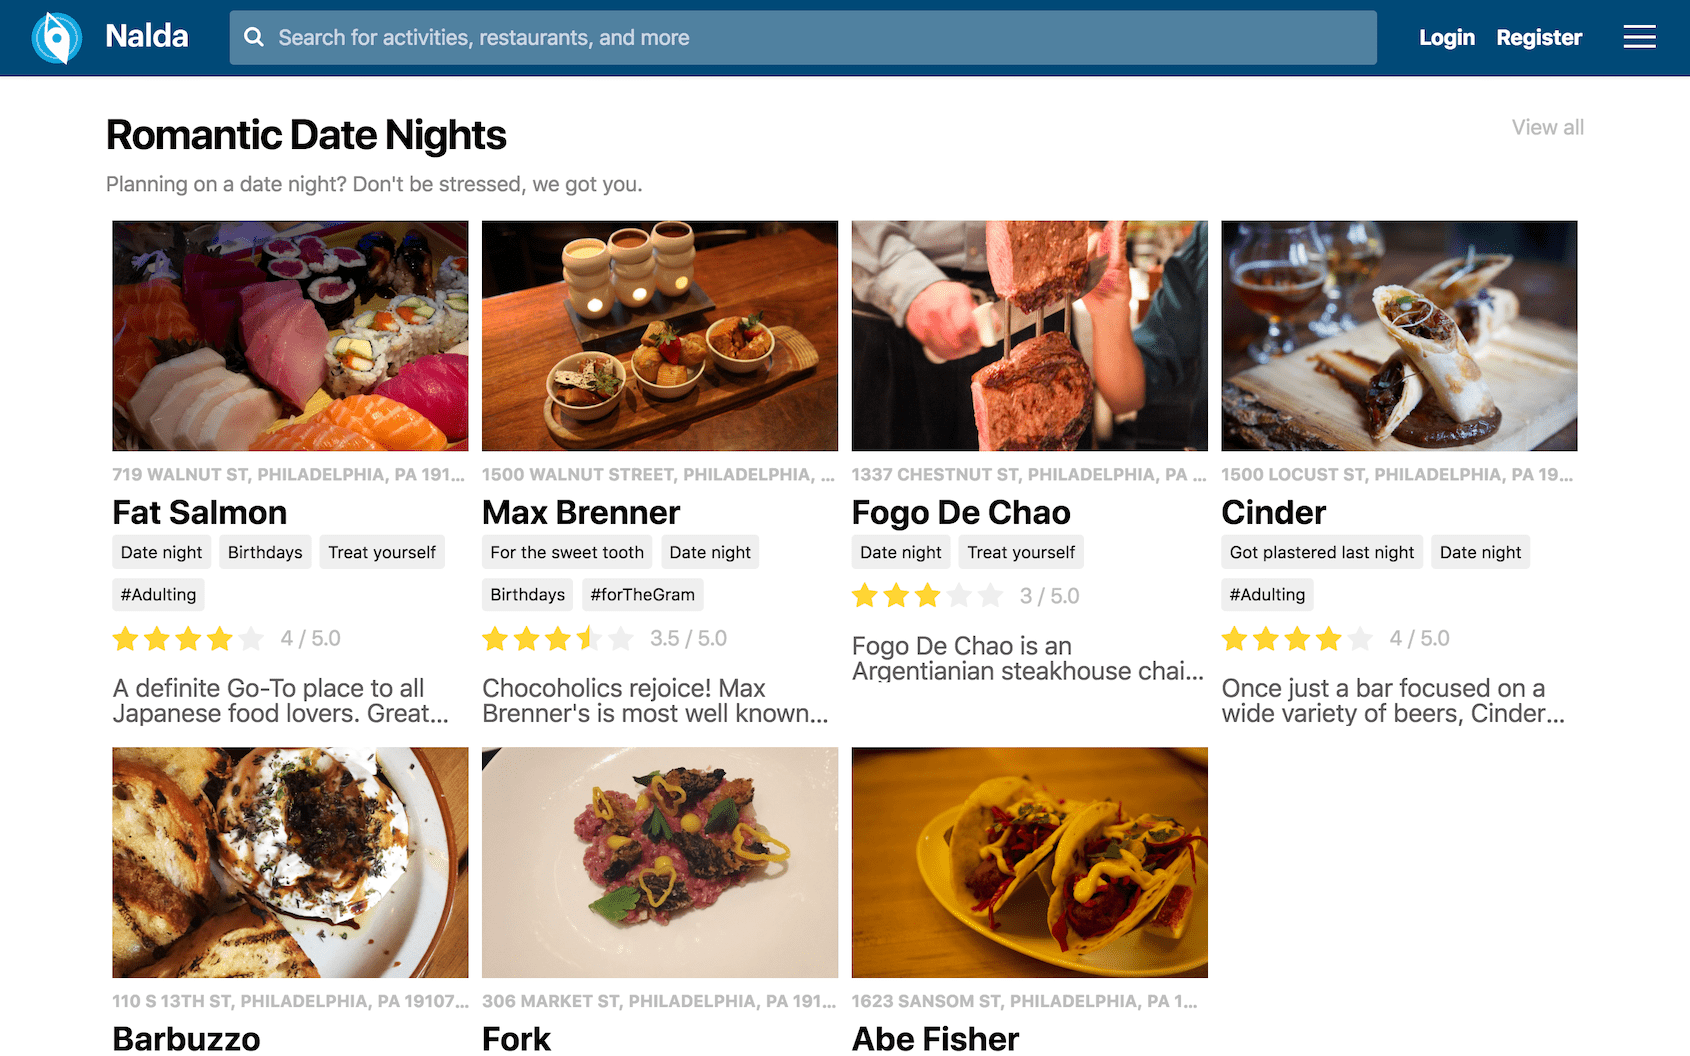 Nalda
Search for activities, restaurants, and more
Login
Register
Romantic Date Nights
View all
Planning on a date night? Don't be stressed, we got you.
719 WALNUT ST, PHILADELPHIA, PA 191...
Fat Salmon
Date night
Birthdays
Treat yourself
#Adulting
4 / 5.0
A definite Go-To place to all
Japanese food lovers. Great...
1500 WALNUT STREET, PHILADELPHIA, ...
Max Brenner
For the sweet tooth
Date night
Birthdays
#forTheGram
3.5 / 5.0
Chocoholics rejoice! Max
Brenner's is most well known...
1337 CHESTNUT ST, PHILADELPHIA, PA ...
Fogo De Chao
Date night
Treat yourself
3 / 5.0
Fogo De Chao is an
Argentianian steakhouse chai...
1500 LOCUST ST, PHILADELPHIA, PA 19...
Cinder
Got plastered last night
Date night
#Adulting
4 / 5.0
Once just a bar focused on a
wide variety of beers, Cinder...
110 S 13TH ST, PHILADELPHIA, PA 19107...
Barbuzzo
306 MARKET ST, PHILADELPHIA, PA 191...
Fork
1623 SANSOM ST, PHILADELPHIA, PA 1...
Abe Fisher